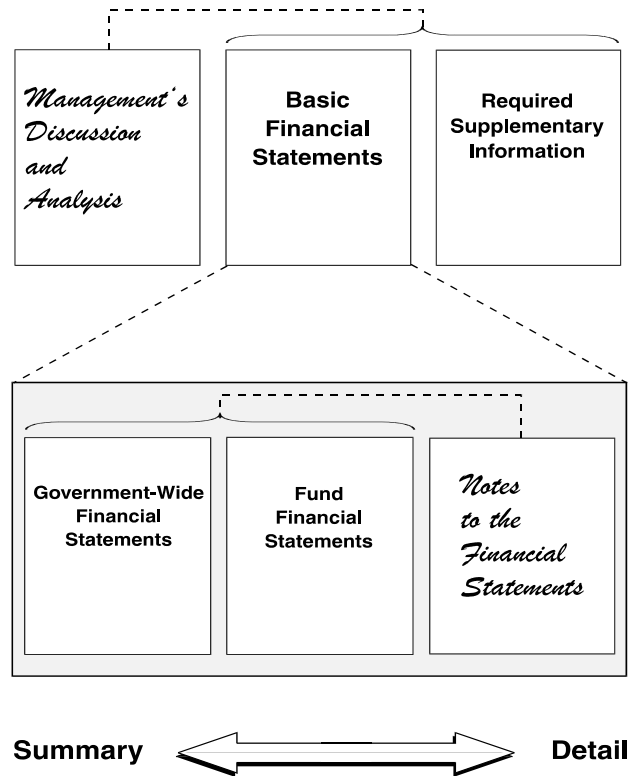 Management's
Discussion
and
Analysis
Basic
Financial
Statements
Required
Supplementary
Information
Government-Wide
Financial
Statements
Fund
Financial
Statements
Notes
to the
Financial
Statements
Summary
Detail